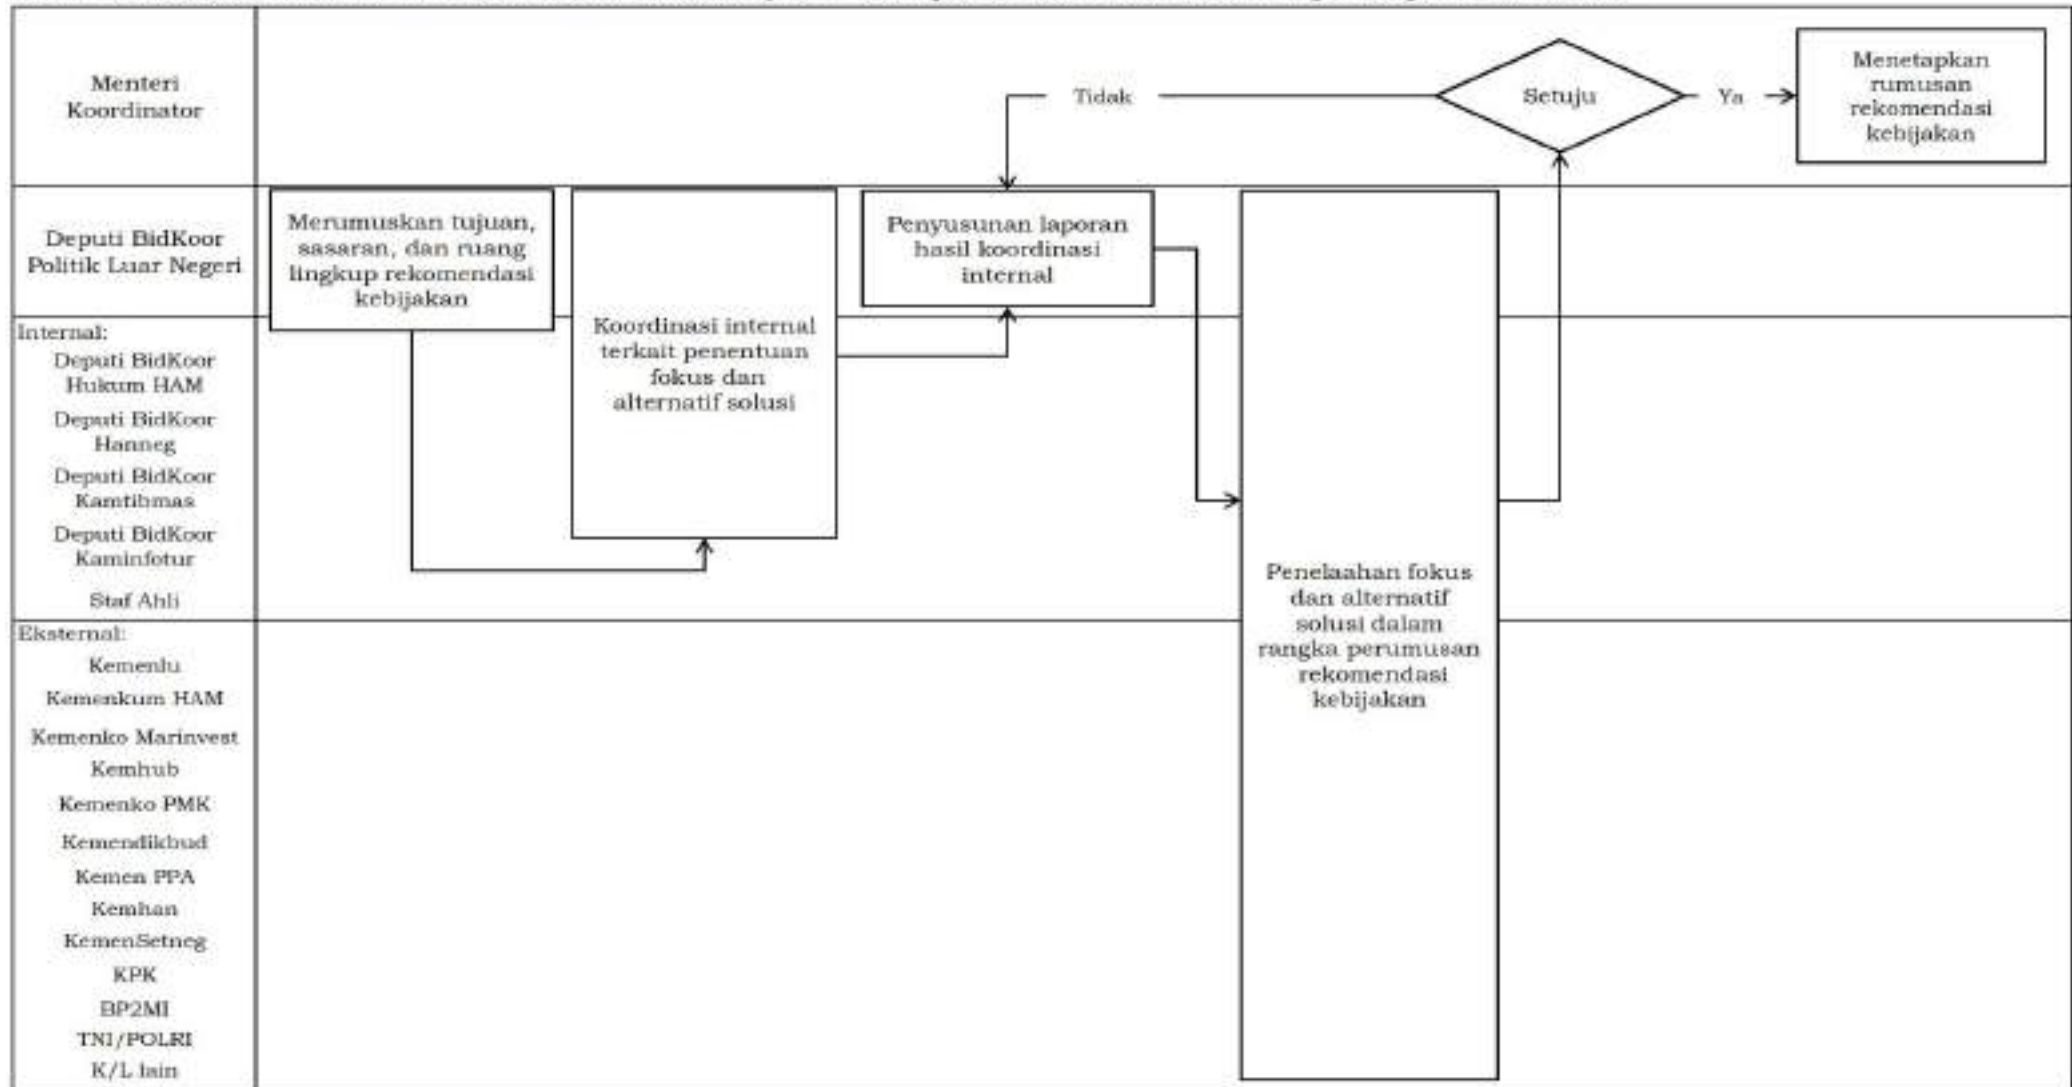 Menteri
Koordinator
Tidak
Setuju
Ya
Menetapkan
rumusan
rekomendasi
kebijakan
Deputi BidKoor
Politik Luar Negeri
Merumuskan tujuan,
sasaran, dan ruang
lingkup rekomendasi
kebijakan
Koordinasi internal
terkait penentuan
fokus dan
alternatif solusi
Penyusunan laporan
hasil koordinasi
internal
Penelaahan fokus
dan alternatif
solusi dalam
rangka perumusan
rekomendasi
kebijakan
Internal:
Deputi BidKoor
Hukum HAM
Deputi BidKoor
Hanneg
Deputi BidKoor
Kamtibmas
Deputi BidKoor
Kaminfotur
Staf Ahli
Eksternal:
Kemenlu
Kemenkum HAM
Kemenko Marinvest
Kemhub
Kemenko PMK
Kemendikbud
Kemen PPA
Kemhan
KemenSetneg
KPK
BP2MI
TNI/POLRI
K/L lain